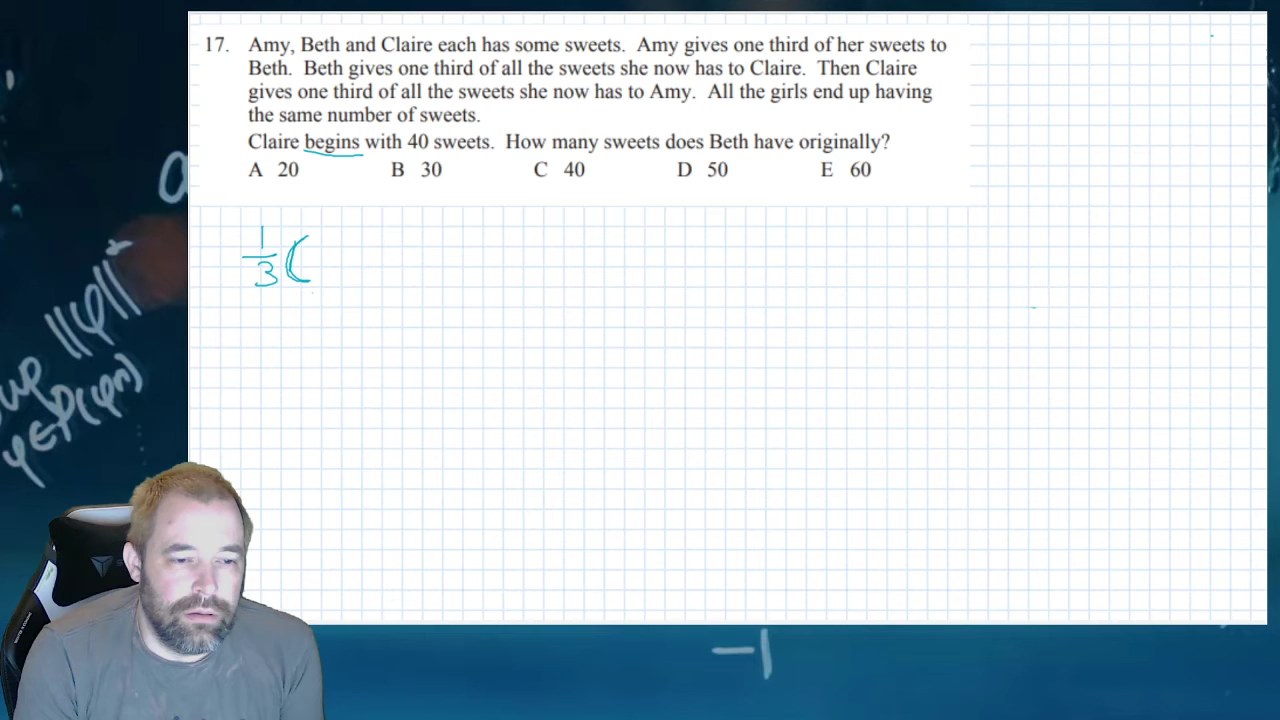 17. Amy, Beth and Claire each has some sweets. Amy gives one third of her sweets to
Beth. Beth gives one third of all the sweets she now has to Claire. Then Claire
gives one third of all the sweets she now has to Amy. All the girls end up having
the same number of sweets.
Claire begins with 40 sweets. How many sweets does Beth have originally?
A 20 B 30 C 40 D 50 E 60
1/3 (
||φ||
φEP(φn)
-1